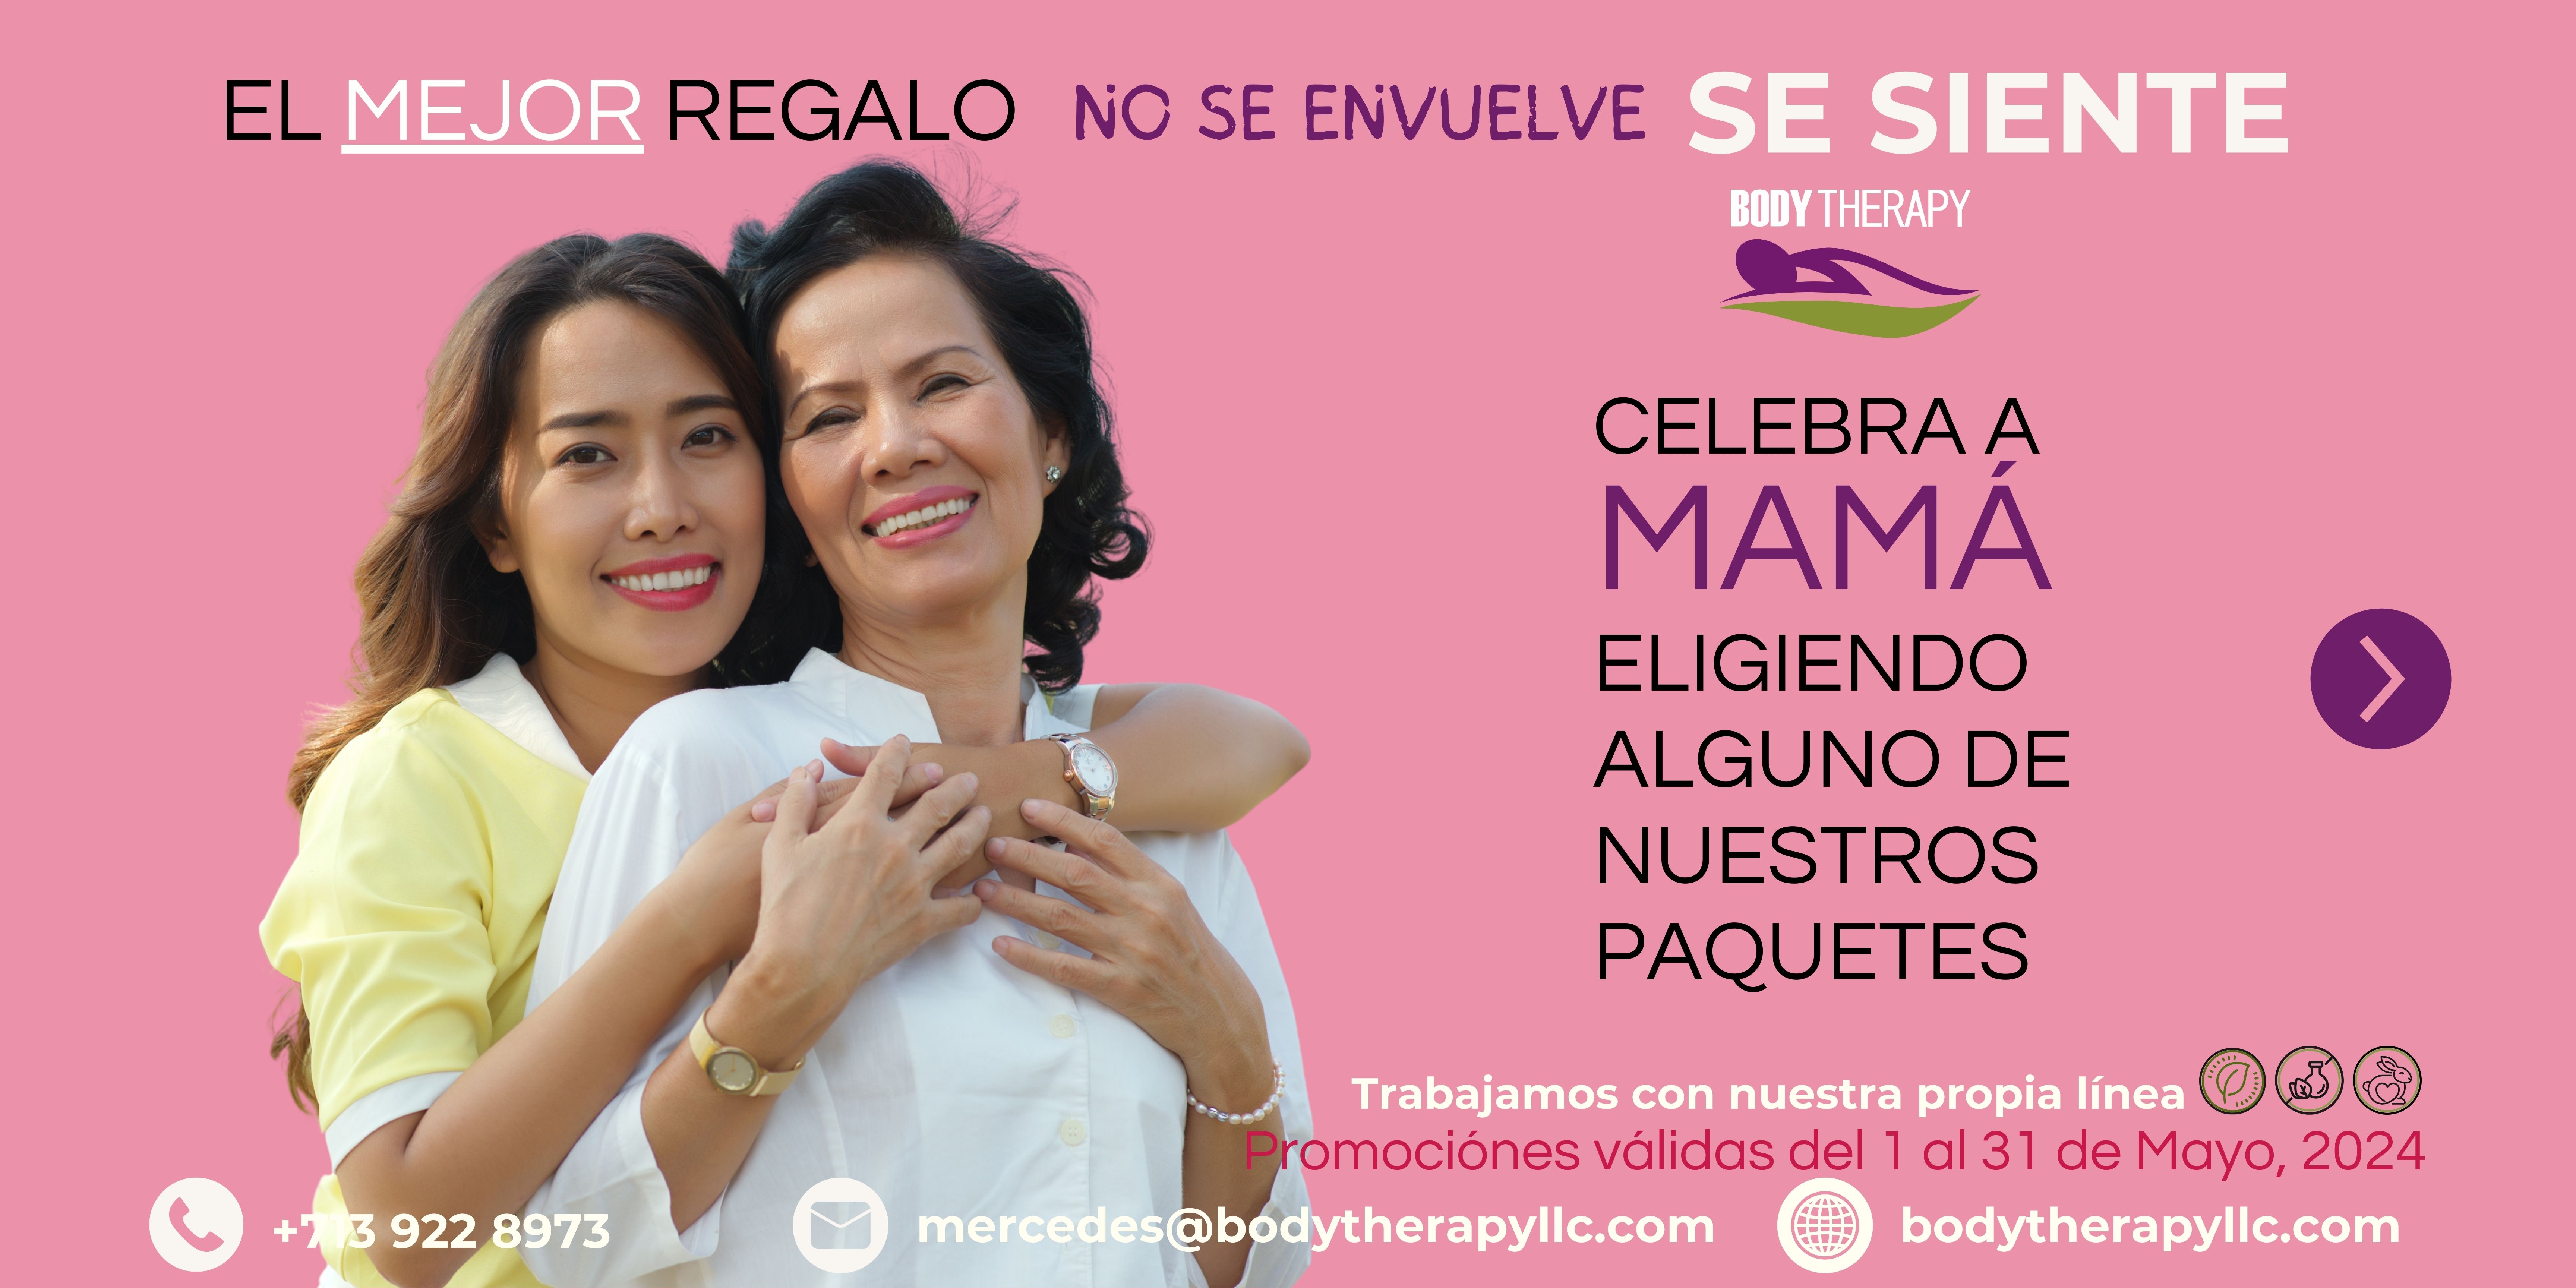 EL MEJOR REGALO NO SE ENVUELVE SE SIENTE
BODY THERAPY
CELEBRA A
MAMÁ
ELIGIENDO
ALGUNO DE
NUESTROS
PAQUETES
Trabajamos con nuestra propia línea
Promociónes válidas del 1 al 31 de Mayo, 2024
+713 922 8973 mercedes@bodytherapyllc.com bodytherapyllc.com